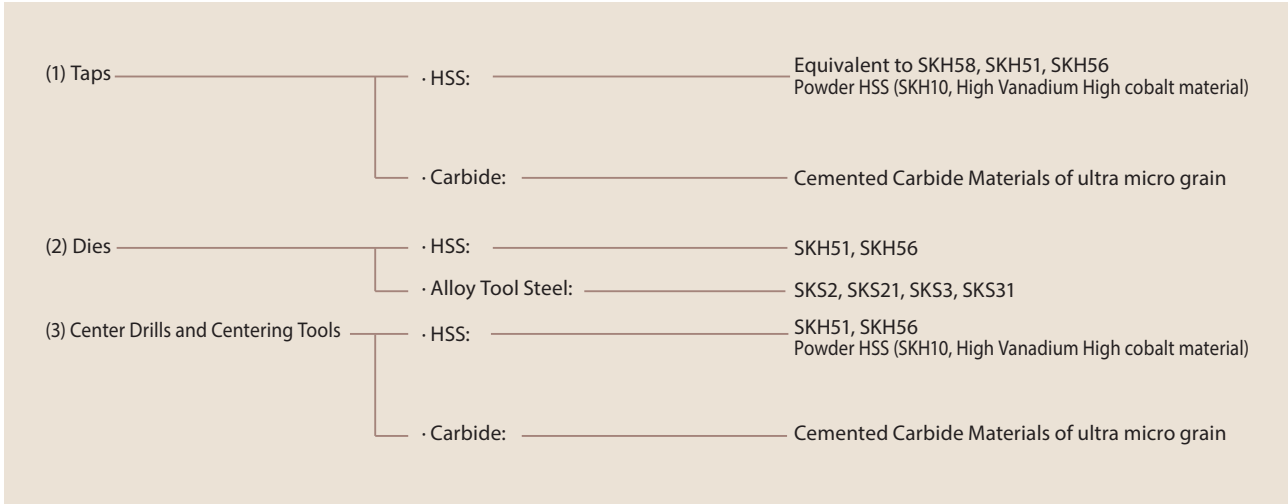 (1) Taps
· HSS:
Equivalent to SKH58, SKH51, SKH56
Powder HSS (SKH10, High Vanadium High cobalt material)
· Carbide:
Cemented Carbide Materials of ultra micro grain
(2) Dies
· HSS:
SKH51, SKH56
· Alloy Tool Steel:
SKS2, SKS21, SKS3, SKS31
(3) Center Drills and Centering Tools
· HSS:
SKH51, SKH56
Powder HSS (SKH10, High Vanadium High cobalt material)
· Carbide:
Cemented Carbide Materials of ultra micro grain